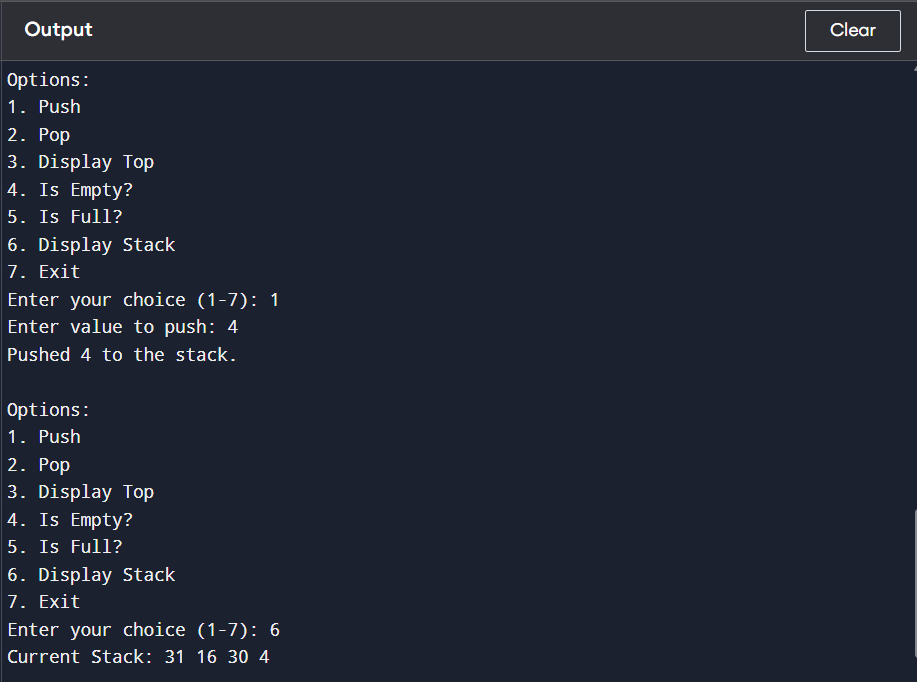 Output
Clear
Options:
1. Push
2. Pop
3. Display Top
4. Is Empty?
5. Is Full?
6. Display Stack
7. Exit
Enter your choice (1-7): 1
Enter value to push: 4
Pushed 4 to the stack.

Options:
1. Push
2. Pop
3. Display Top
4. Is Empty?
5. Is Full?
6. Display Stack
7. Exit
Enter your choice (1-7): 6
Current Stack: 31 16 30 4